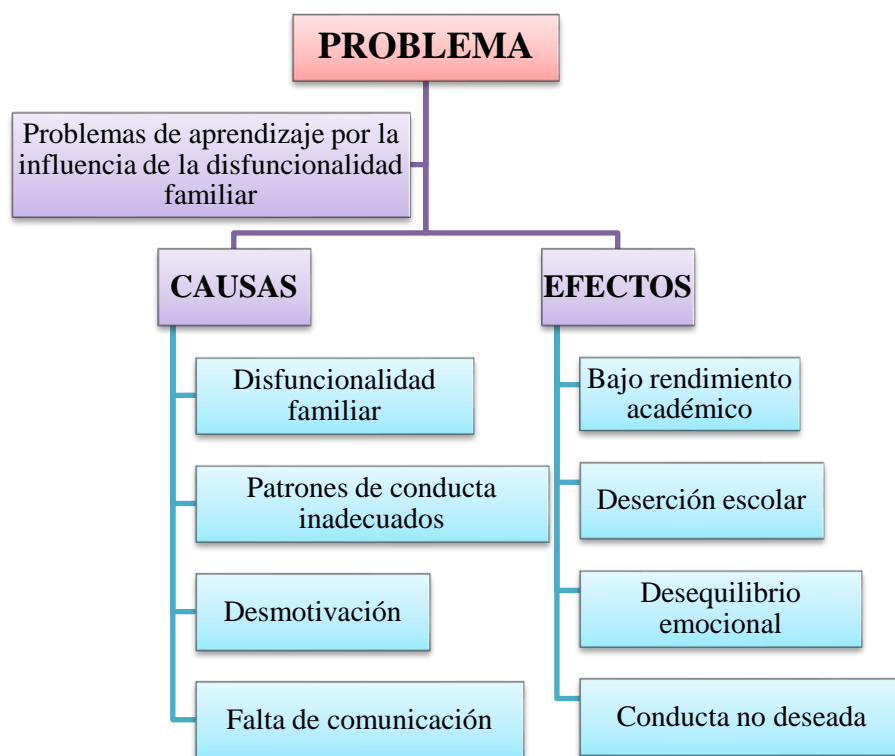 PROBLEMA
Problemas de aprendizaje por la
influencia de la disfuncionalidad
familiar
CAUSAS
Disfuncionalidad
familiar
Patrones de conducta
inadecuados
Desmotivación
Falta de comunicación
EFECTOS
Bajo rendimiento
académico
Deserción escolar
Desequilibrio
emocional
Conducta no deseada